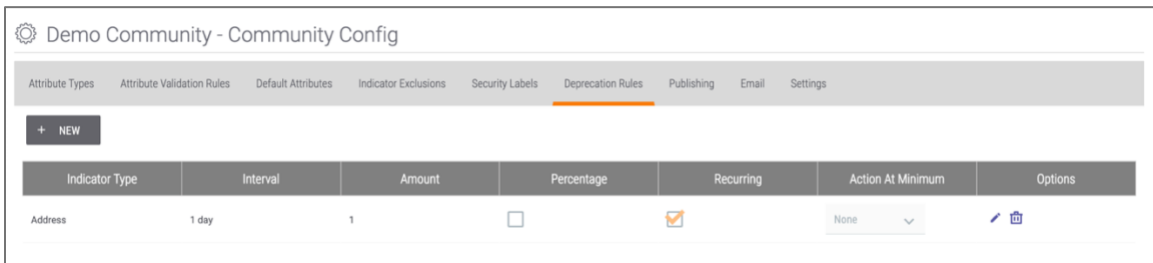 Demo Community - Community Config
Attribute Types Attribute Validation Rules Default Attributes Indicator Exclusions Security Labels Deprecation Rules Publishing Email Settings
+ NEW
Indicator Type Interval Amount Percentage Recurring Action At Minimum Options
Address 1 day 1 None